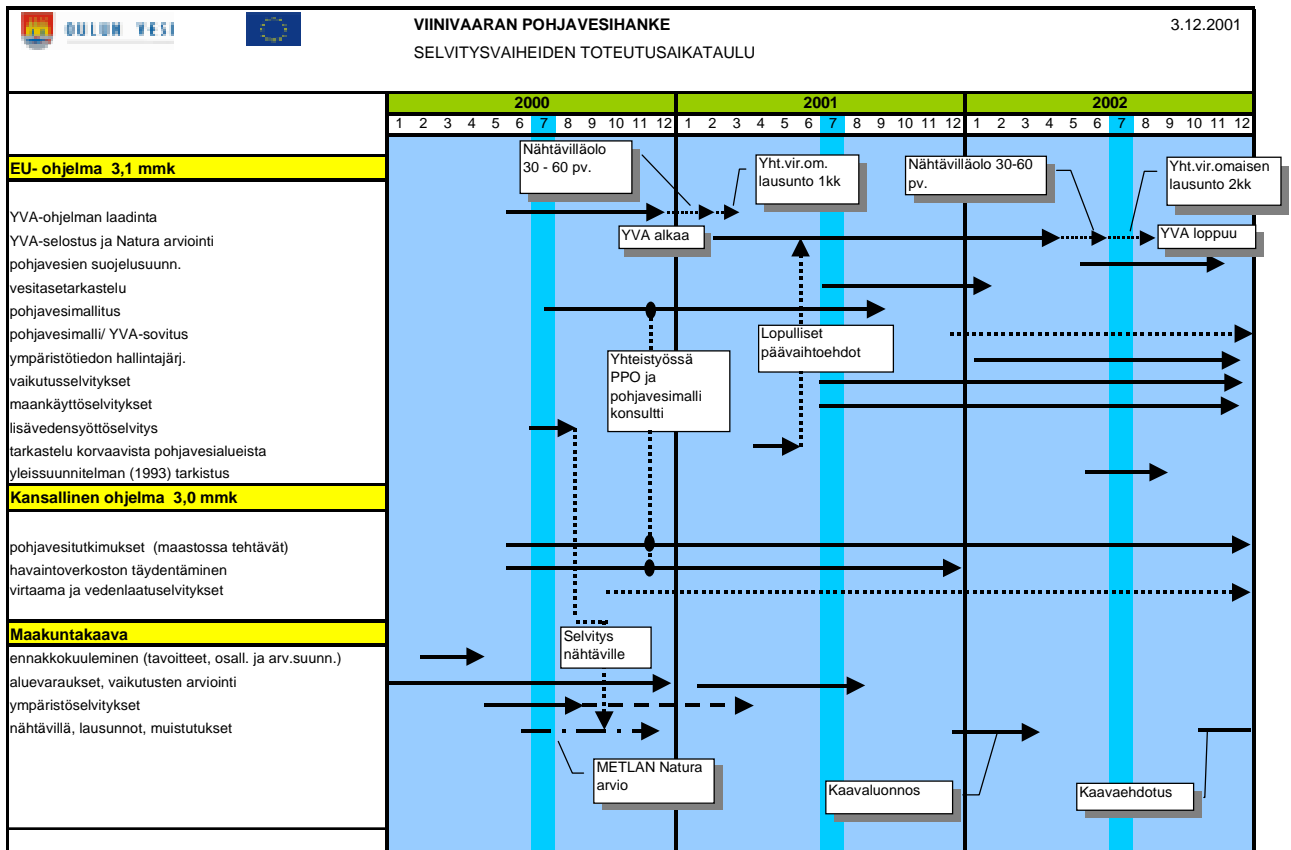 OULUN VESI
VIINIVAARAN POHJAVESIHANKE
3.12.2001
SELVITYSVAIHEIDEN TOTEUTUSAIKATAULU
2000 2001 2002
1 2 3 4 5 6 7 8 9 10 11 12 1 2 3 4 5 6 7 8 9 10 11 12 1 2 3 4 5 6 7 8 9 10 11 12
EU- ohjelma 3,1 mmk
Nähtävilläolo
30 - 60 pv.
Yht.vir.om.
lausunto 1kk
Nähtävilläolo 30-60
pv.
Yht.vir.omaisen
lausunto 2kk
YVA-ohjelman laadinta
YVA-selostus ja Natura arviointi
YVA alkaa
YVA loppuu
pohjavesien suojelusuunn.
vesitasetarkastelu
pohjavesimallitus
pohjavesimalli/ YVA-sovitus
ympäristötiedon hallintajärj.
vaikutusselvitykset
maankäyttöselvitykset
lisävedensyöttöselvitys
tarkastelu korvaavista pohjavesialueista
yleissuunnitelman (1993) tarkistus
Yhteistyössä
PPO ja
pohjavesimalli
konsultti
Lopulliset
päävaihtoehdot
Kansallinen ohjelma 3,0 mmk
pohjavesitutkimukset (maastossa tehtävät)
havaintoverkoston täydentäminen
virtaama ja vedenlaatuselvitykset
Maakuntakaava
Selvitys
nähtäville
ennakkokuuleminen (tavoitteet, osall. ja arv.suunn.)
aluevaraukset, vaikutusten arviointi
ympäristöselvitykset
nähtävillä, lausunnot, muistutukset
METLAN Natura
arvio
Kaavaluonnos
Kaavaehdotus